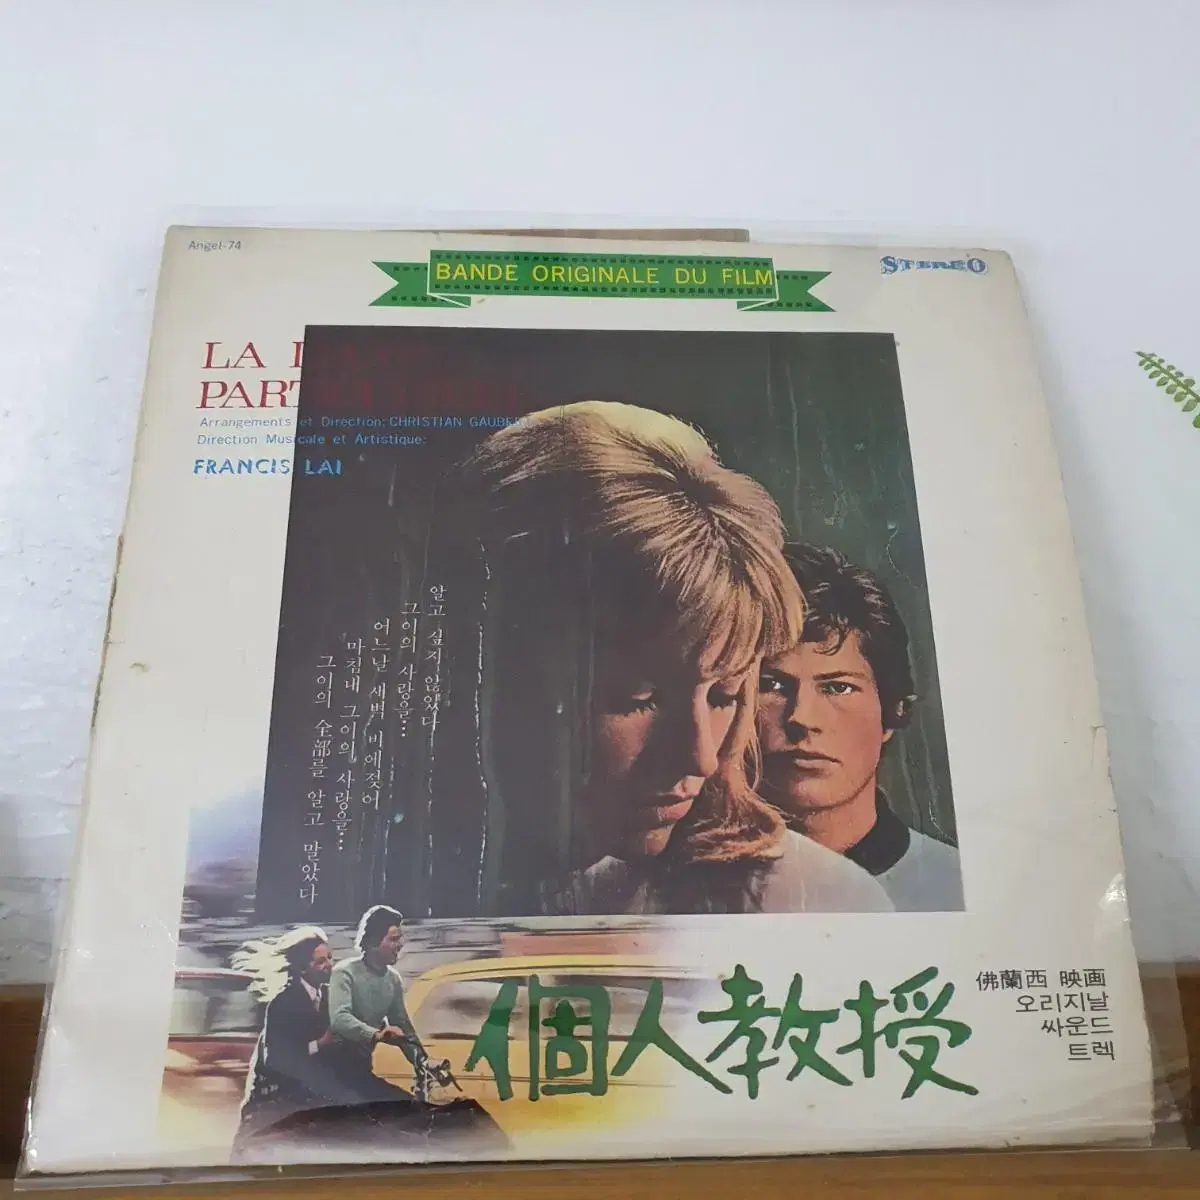 Angel-74
BANDE ORIGINALE DU FILM
STEREO
LA
Arrangements et Direction: CHRISTIAN
Direction Musicale et Artistique:
FRANCIS LAI
알고 싶지 않았다
그이의 사랑을...
어느날 새벽 비에젖어
마침내 그이의 사랑을...
그이의 全部를 알고 말았다
佛蘭西 映画
오리지날
싸운드
트렉
個人教授